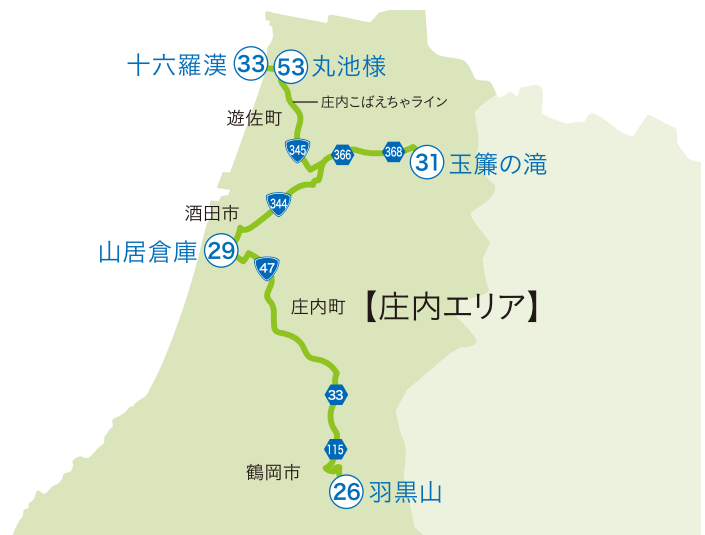 十六羅漢 33 53 丸池様
庄内こばえちゃライン
遊佐町
345
366
368
31 玉簾の滝
344
酒田市
山居倉庫 29
47
庄内町
【庄内エリア】
33
115
鶴岡市
26 羽黒山